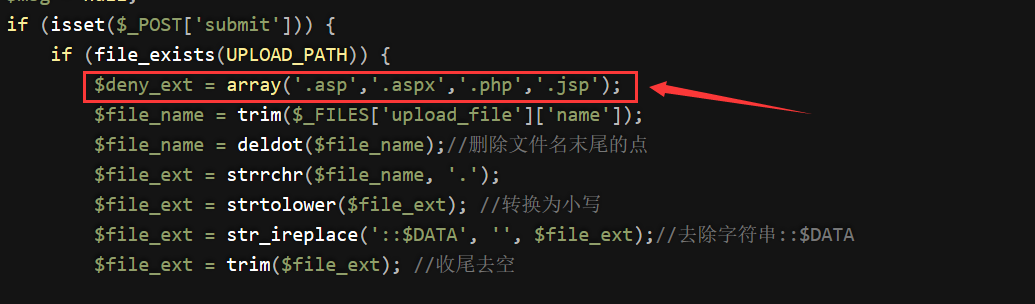 if (isset($_POST['submit'])) {
if (file_exists(UPLOAD_PATH)) {
$deny_ext = array('.asp','.aspx','.php','.jsp');
$file_name = trim($_FILES['upload_file']['name']);
$file_name = deldot($file_name);//删除文件名末尾的点
$file_ext = strrchr($file_name, '.');
$file_ext = strtolower($file_ext); //转换为小写
$file_ext = str_ireplace('::$DATA', '', $file_ext);//去除字符串::$DATA
$file_ext = trim($file_ext); //收尾去空